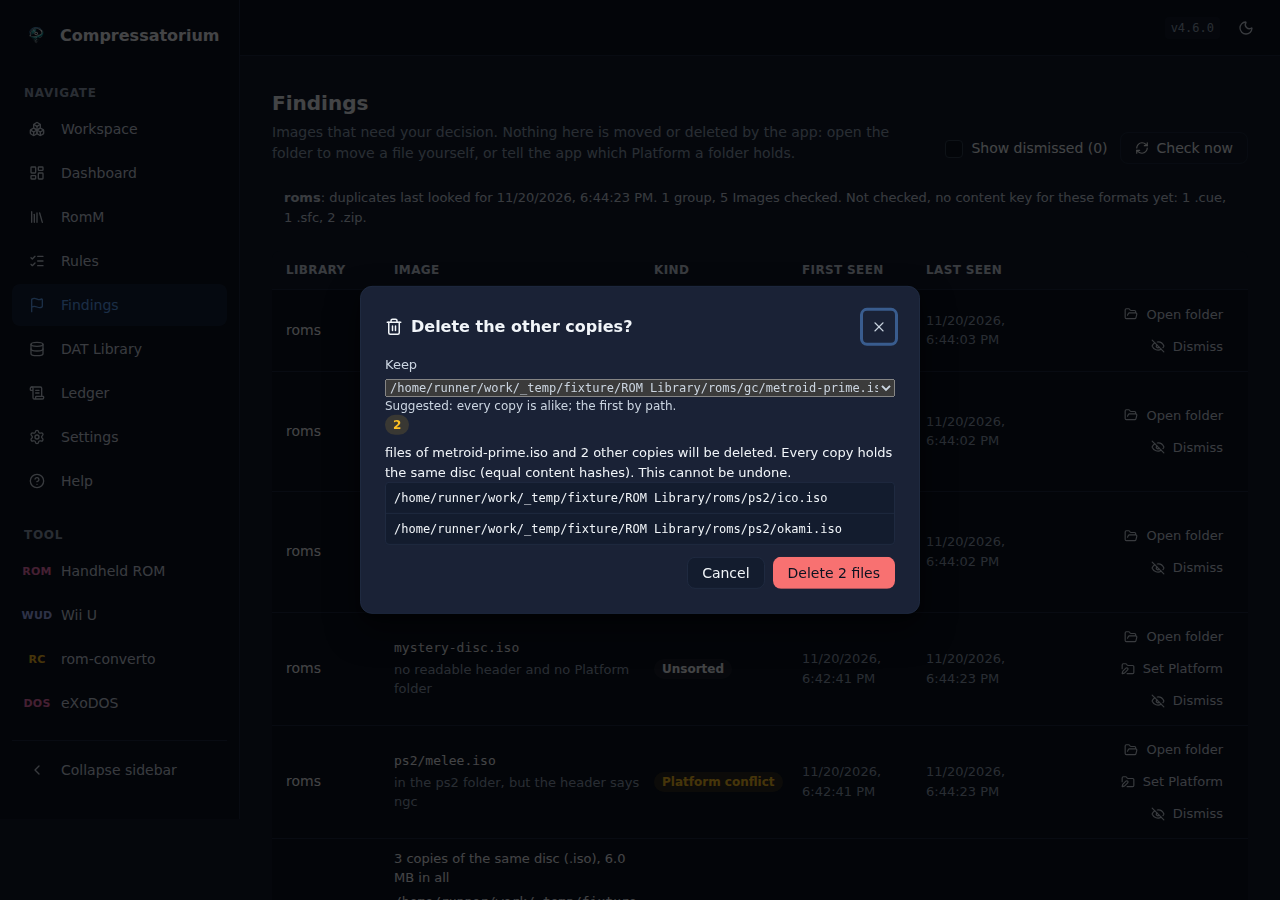 Compressatorium
v4.6.0
NAVIGATE
Workspace
Dashboard
RomM
Rules
Findings
DAT Library
Ledger
Settings
Help
TOOL
ROM Handheld ROM
WUD Wii U
RC rom-converto
DOS eXoDOS
Collapse sidebar
Findings
Images that need your decision. Nothing here is moved or deleted by the app: open the
folder to move a file yourself, or tell the app which Platform a folder holds.
Show dismissed (0)
Check now
roms: duplicates last looked for 11/20/2026, 6:44:23 PM. 1 group, 5 Images checked. Not checked, no content key for these formats yet: 1 .cue,
1 .sfc, 2 .zip.
LIBRARY IMAGE KIND FIRST SEEN LAST SEEN
roms
11/20/2026,
6:44:03 PM
Open folder
Dismiss
roms
11/20/2026,
6:44:02 PM
Open folder
Dismiss
roms
11/20/2026,
6:44:02 PM
Open folder
Dismiss
Delete the other copies?
Keep
/home/runner/work/_temp/fixture/ROM Library/roms/gc/metroid-prime.is
Suggested: every copy is alike; the first by path.
2
files of metroid-prime.iso and 2 other copies will be deleted. Every copy holds
the same disc (equal content hashes). This cannot be undone.
/home/runner/work/_temp/fixture/ROM Library/roms/ps2/ico.iso
/home/runner/work/_temp/fixture/ROM Library/roms/ps2/okami.iso
Cancel
Delete 2 files
roms
mystery-disc.iso
no readable header and no Platform
folder
Unsorted
11/20/2026,
6:42:41 PM
11/20/2026,
6:44:23 PM
Open folder
Set Platform
Dismiss
roms
ps2/melee.iso
in the ps2 folder, but the header says
ngc
Platform conflict
11/20/2026,
6:42:41 PM
11/20/2026,
6:44:23 PM
Open folder
Set Platform
Dismiss
3 copies of the same disc (.iso), 6.0
MB in all